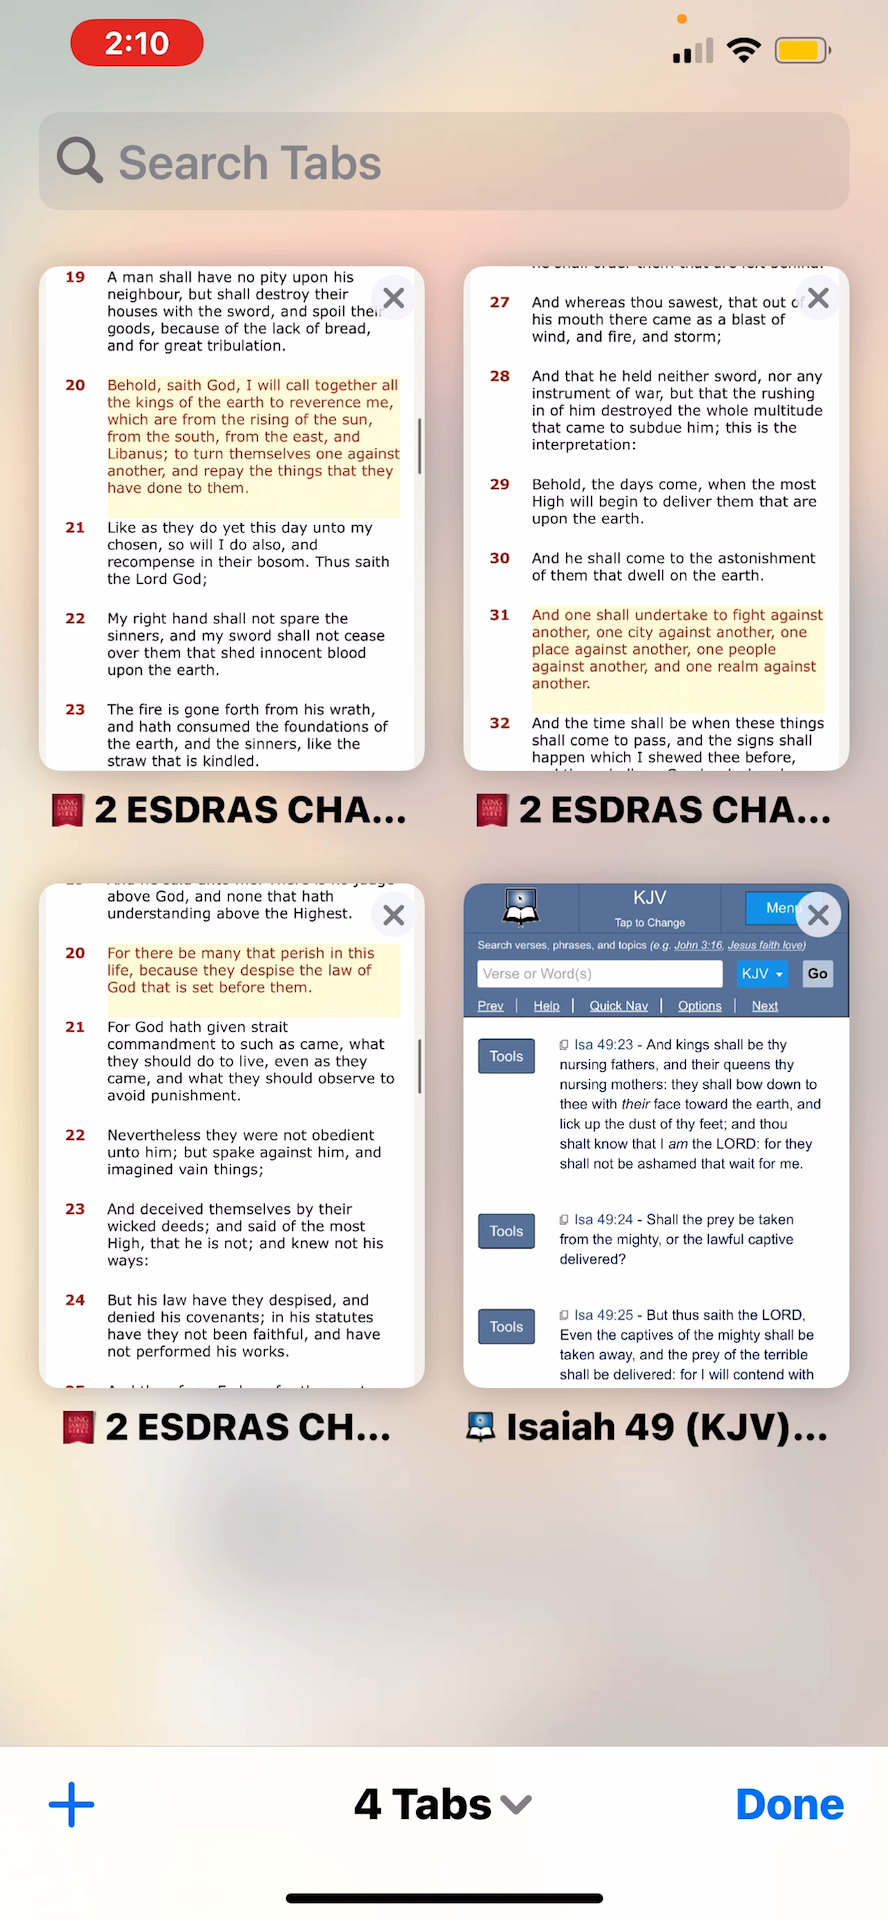 2:10
Search Tabs
19 A man shall have no pity upon his
neighbour, but shall destroy their
houses with the sword, and spoil their
goods, because of the lack of bread,
and for great tribulation.
20 Behold, saith God, I will call together all
the kings of the earth to reverence me,
which are from the rising of the sun,
from the south, from the east, and
Libanus; to turn themselves one against
another, and repay the things that they
have done to them.
21 Like as they do yet this day unto my
chosen, so will I do also, and
recompense in their bosom. Thus saith
the Lord God;
22 My right hand shall not spare the
sinners, and my sword shall not cease
over them that shed innocent blood
upon the earth.
23 The fire is gone forth from his wrath,
and hath consumed the foundations of
the earth, and the sinners, like the
straw that is kindled.
KING JAMES BIBLE
2 ESDRAS CHA...
27 And whereas thou sawest, that out of
his mouth there came as a blast of
wind, and fire, and storm;
28 And that he held neither sword, nor any
instrument of war, but that the rushing
in of him destroyed the whole multitude
that came to subdue him; this is the
interpretation:
29 Behold, the days come, when the most
High will begin to deliver them that are
upon the earth.
30 And he shall come to the astonishment
of them that dwell on the earth.
31 And one shall undertake to fight against
another, one city against another, one
place against another, one people
against another, and one realm against
another.
32 And the time shall be when these things
shall come to pass, and the signs shall
happen which I shewed thee before,
KING JAMES BIBLE
2 ESDRAS CHA...
above God, and none that hath
understanding above the Highest.
20 For there be many that perish in this
life, because they despise the law of
God that is set before them.
21 For God hath given strait
commandment to such as came, what
they should do to live, even as they
came, and what they should observe to
avoid punishment.
22 Nevertheless they were not obedient
unto him; but spake against him, and
imagined vain things;
23 And deceived themselves by their
wicked deeds; and said of the most
High, that he is not; and knew not his
ways:
24 But his law have they despised, and
denied his covenants; in his statutes
have they not been faithful, and have
not performed his works.
KING JAMES BIBLE
2 ESDRAS CH...
KJV
Tap to Change
Menu
Search verses, phrases, and topics (e.g. John 3:16, Jesus faith love)
Verse or Word(s)
KJV
Go
Prev | Help | Quick Nav | Options | Next
Tools
Isa 49:23 - And kings shall be thy
nursing fathers, and their queens thy
nursing mothers: they shall bow down to
thee with their face toward the earth, and
lick up the dust of thy feet; and thou
shalt know that I am the LORD: for they
shall not be ashamed that wait for me.
Tools
Isa 49:24 - Shall the prey be taken
from the mighty, or the lawful captive
delivered?
Tools
Isa 49:25 - But thus saith the LORD,
Even the captives of the mighty shall be
taken away, and the prey of the terrible
shall be delivered: for I will contend with
Isaiah 49 (KJV)...
4 Tabs
Done